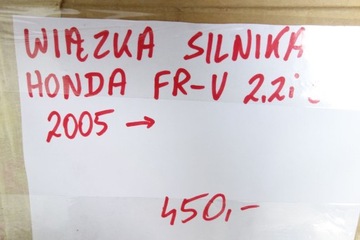 WIĄZKA SILNIKA
HONDA FR-V 2,2i
2005 →
450,-